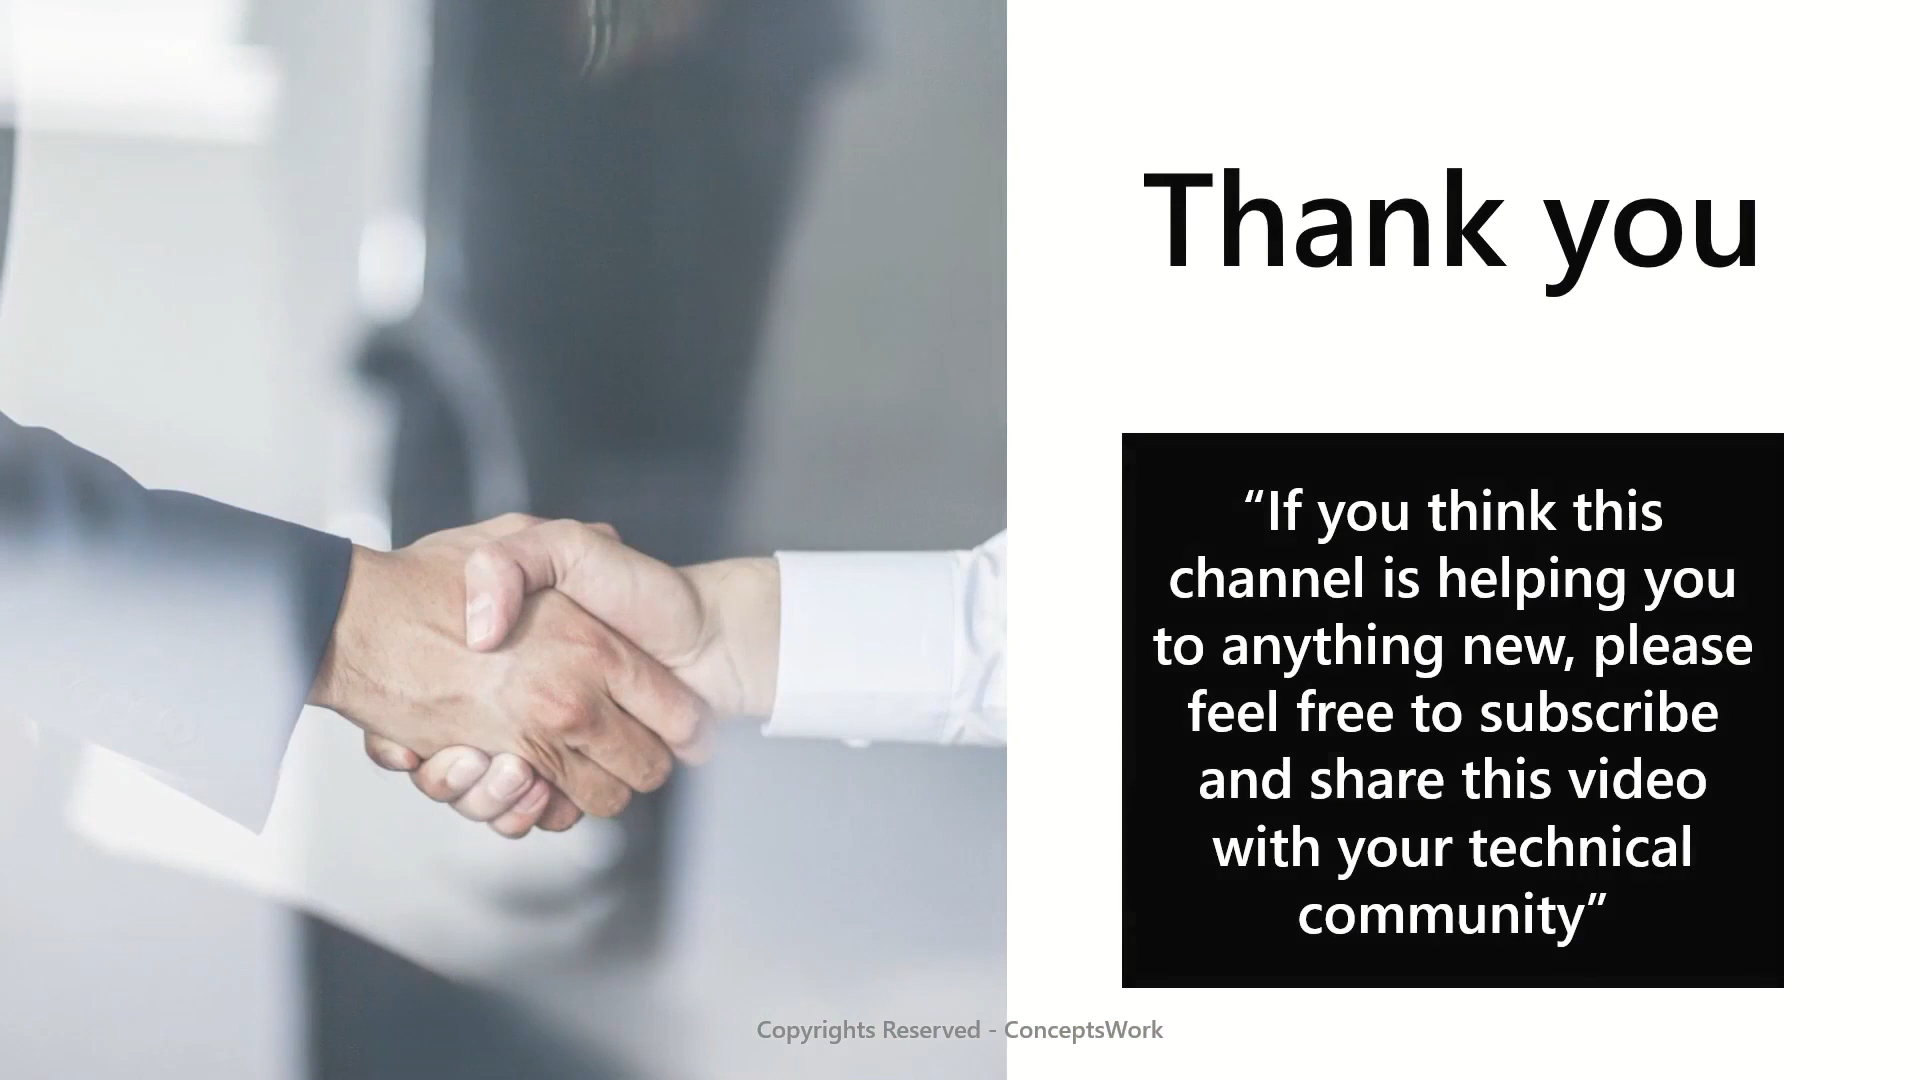 Thank you
“If you think this
channel is helping you
to anything new, please
feel free to subscribe
and share this video
with your technical
community”
Copyrights Reserved - ConceptsWork